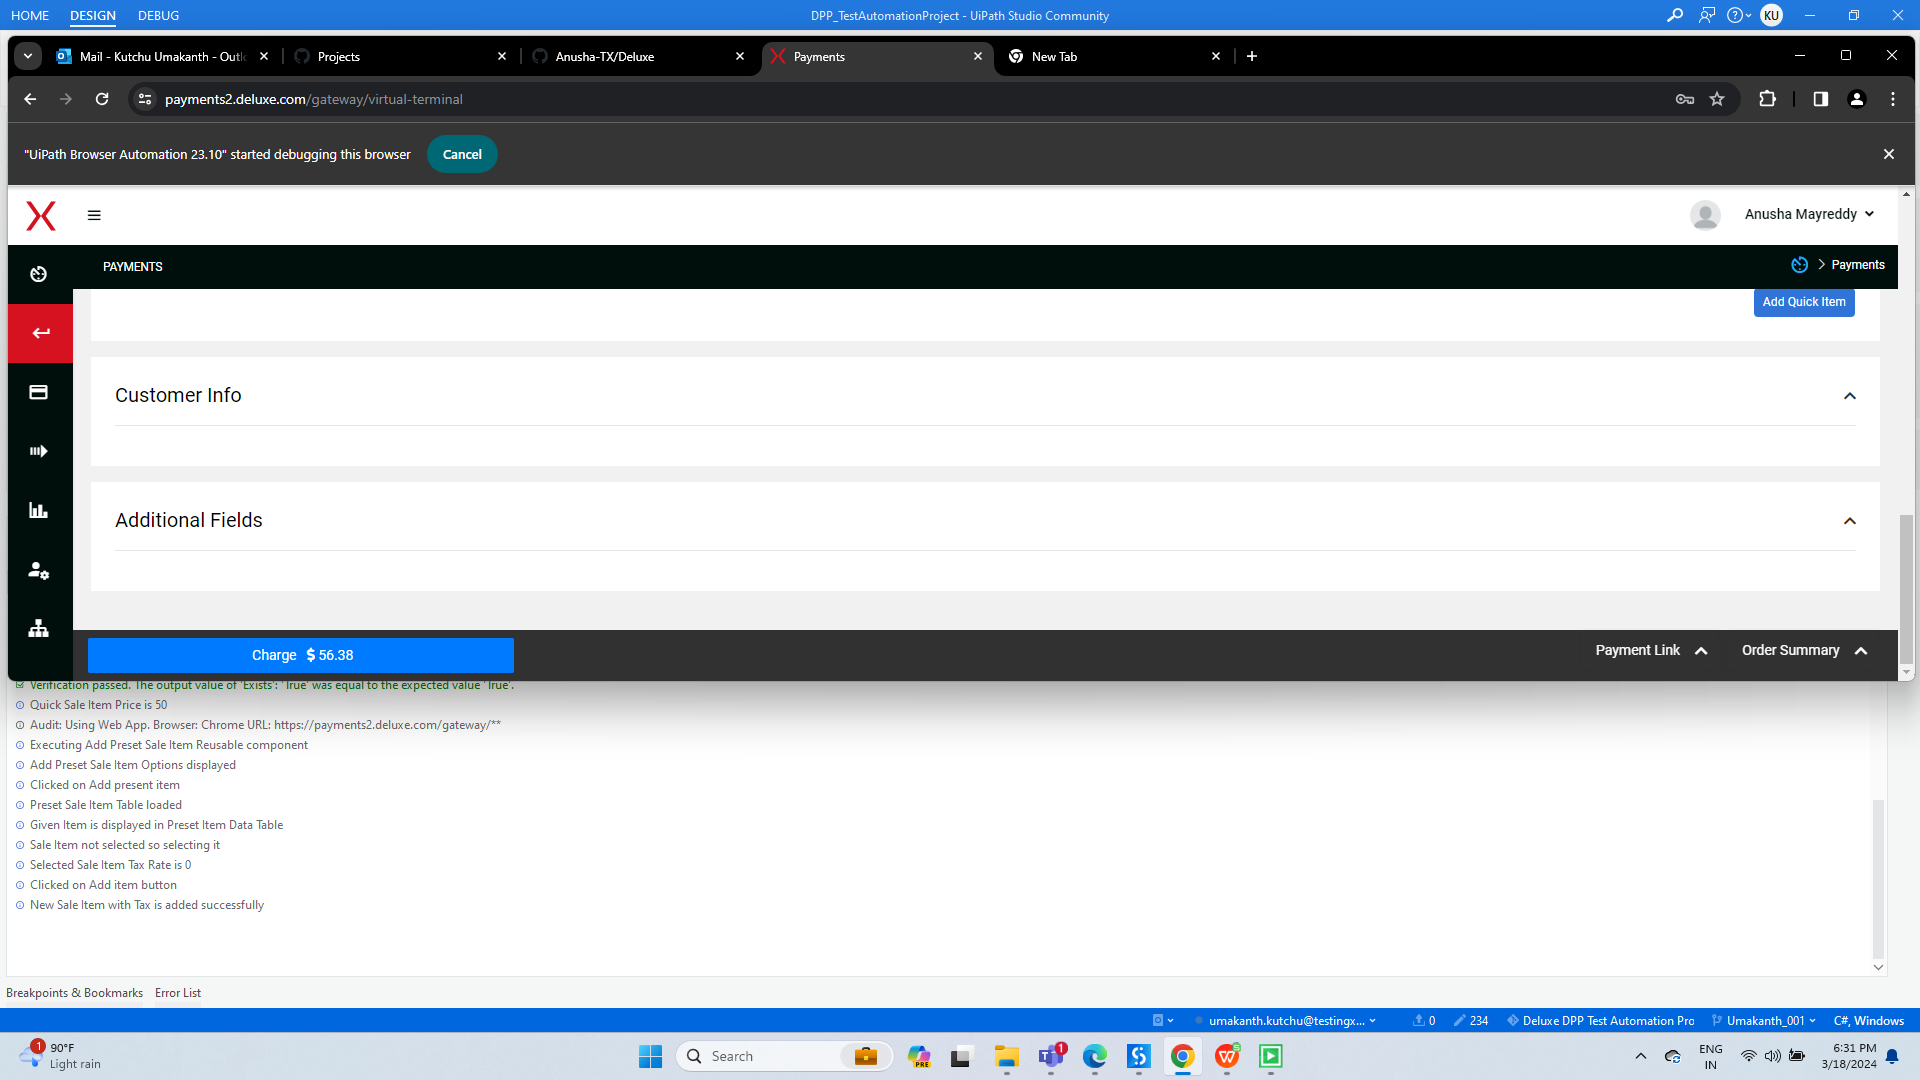 HOME DESIGN DEBUG DPP_TestAutomationProject - UiPath Studio Community KU
Mail - Kutchu Umakanth - Outl Projects Anusha-TX/Deluxe Payments New Tab
payments2.deluxe.com/gateway/virtual-terminal
"UiPath Browser Automation 23.10" started debugging this browser Cancel
Anusha Mayreddy
PAYMENTS Payments
Add Quick Item
Customer Info
Additional Fields
Charge $ 56.38 Payment Link Order Summary
Verification passed. The output value of 'Exists': 'True' was equal to the expected value 'True'.
Quick Sale Item Price is 50
Audit: Using Web App. Browser: Chrome URL: https://payments2.deluxe.com/gateway/**
Executing Add Preset Sale Item Reusable component
Add Preset Sale Item Options displayed
Clicked on Add present item
Preset Sale Item Table loaded
Given Item is displayed in Preset Item Data Table
Sale Item not selected so selecting it
Selected Sale Item Tax Rate is 0
Clicked on Add item button
New Sale Item with Tax is added successfully
Breakpoints & Bookmarks Error List
umakanth.kutchu@testingx... 0 234 Deluxe DPP Test Automation Pro Umakanth_001 C#, Windows
1 90°F
Light rain
Search
PRE
1
ENG
IN
6:31 PM
3/18/2024